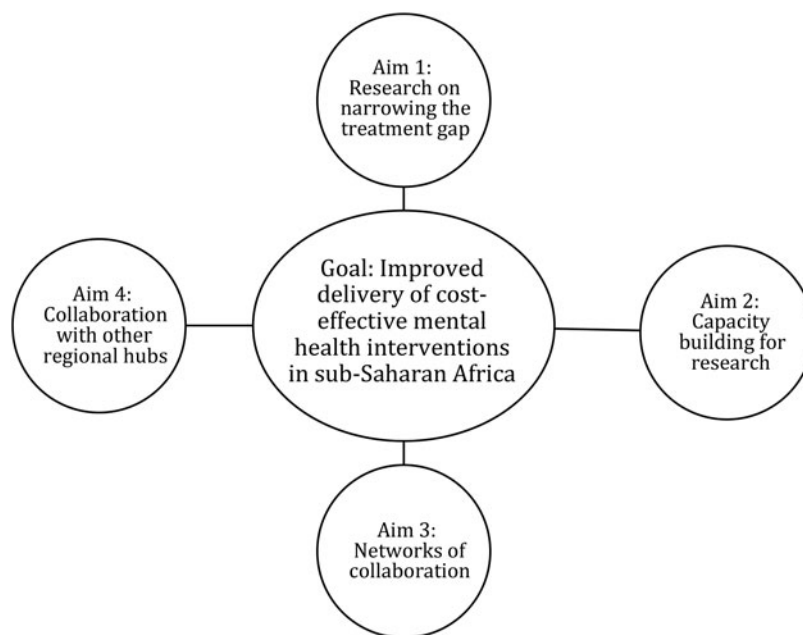 Aim 1:
Research on
narrowing the
treatment gap
Goal: Improved
delivery of cost-
effective mental
health interventions
in sub-Saharan Africa
Aim 4:
Collaboration
with other
regional hubs
Aim 2:
Capacity
building for
research
Aim 3:
Networks of
collaboration